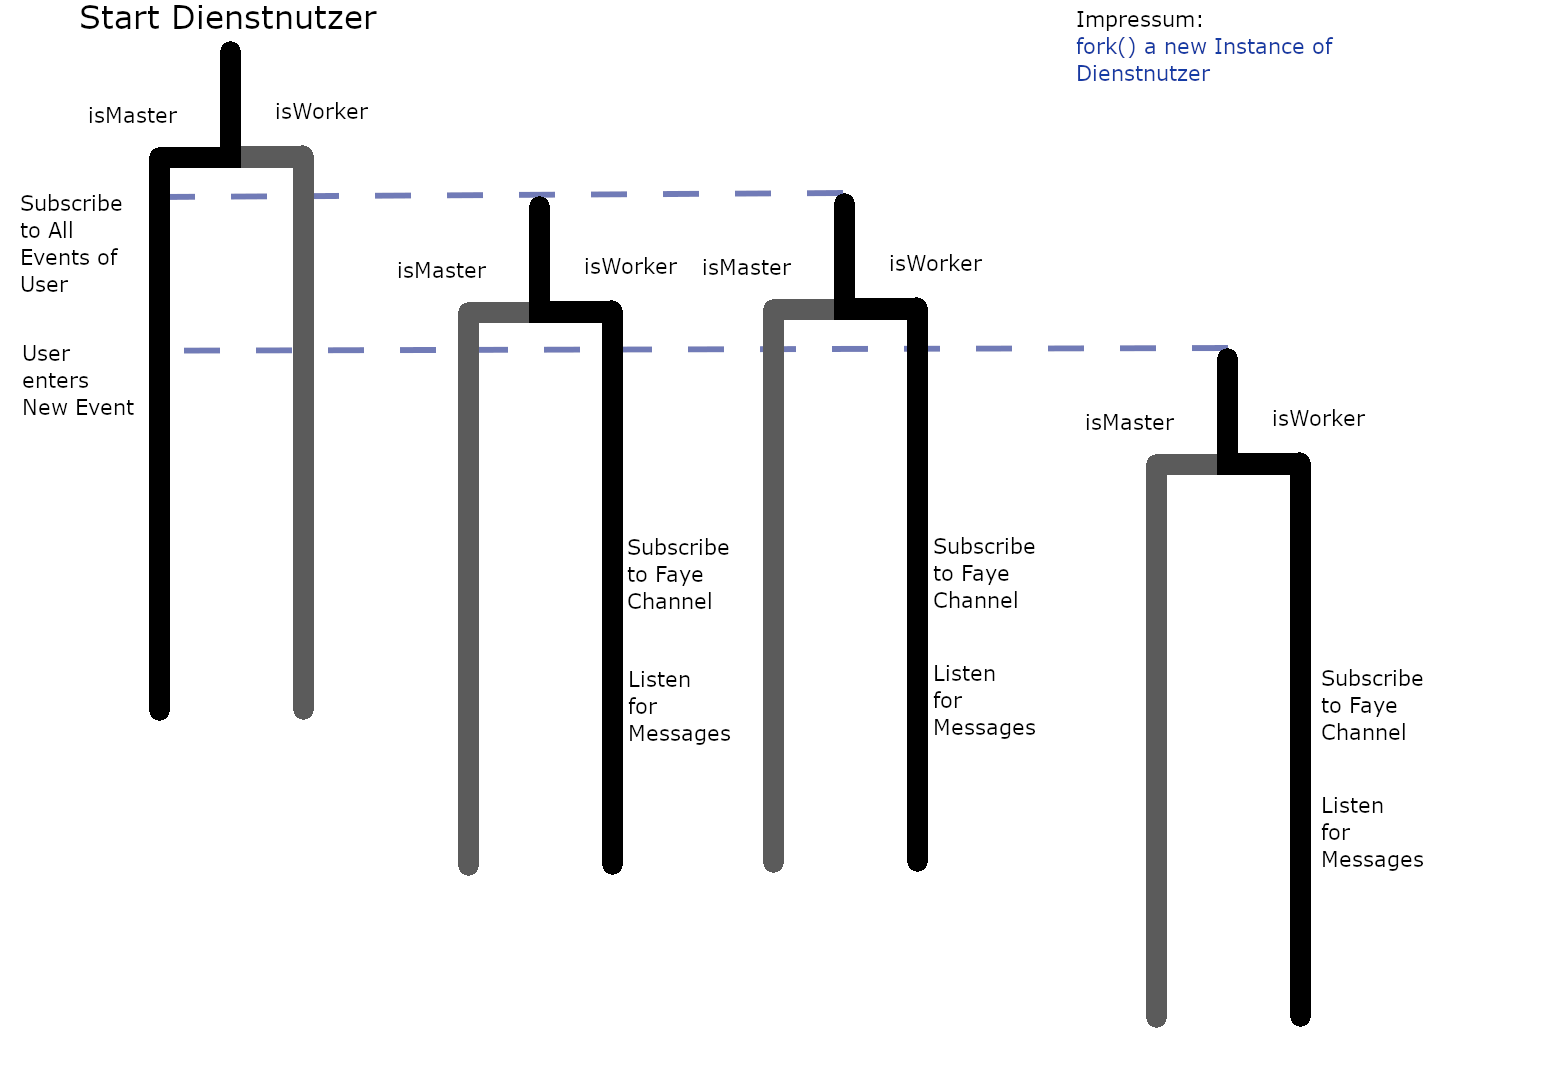 Start Dienstnutzer
Impressum:
fork() a new Instance of
Dienstnutzer
isMaster
isWorker
Subscribe
to All
Events of
User
User
enters
New Event
isMaster
isWorker
Subscribe
to Faye
Channel
Listen
for
Messages
isMaster
isWorker
Subscribe
to Faye
Channel
Listen
for
Messages
isMaster
isWorker
Subscribe
to Faye
Channel
Listen
for
Messages